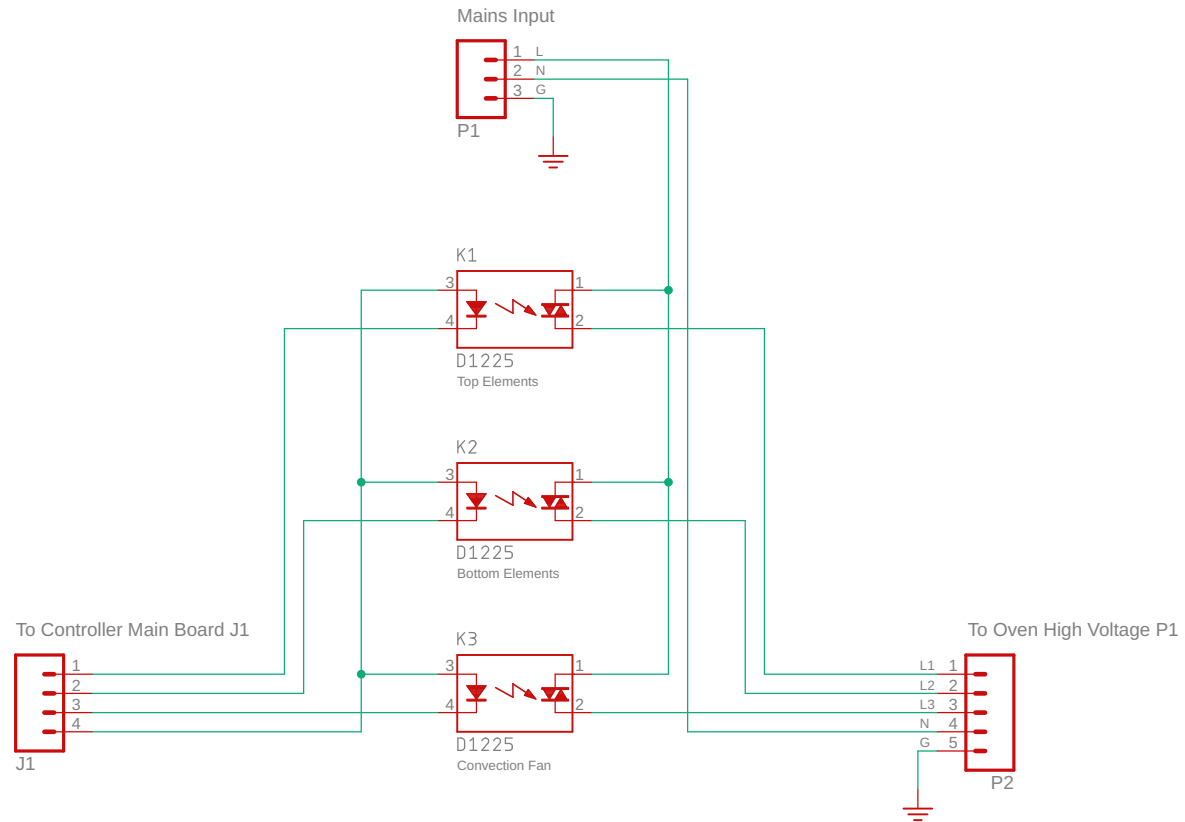 Mains Input
1 L
2 N
3 G
P1
K1
3 1
4 2
D1225
Top Elements
K2
3 1
4 2
D1225
Bottom Elements
To Controller Main Board J1
1
2
3
4
J1
K3
3 1
4 2
D1225
Convection Fan
To Oven High Voltage P1
L1 1
L2 2
L3 3
N 4
G 5
P2